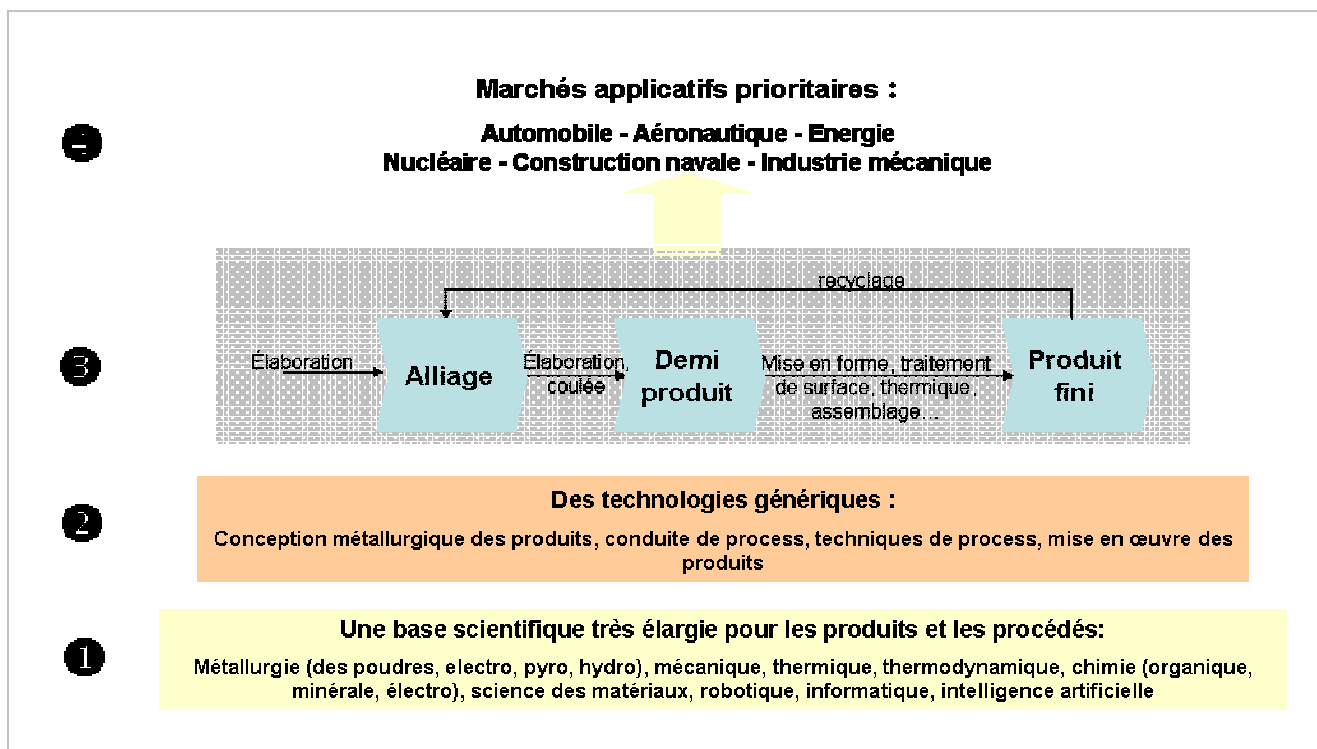 Marchés applicatifs prioritaires :
Automobile - Aéronautique - Energie
Nucléaire - Construction navale - Industrie mécanique
recyclage
Élaboration
Alliage
Élaboration,
coulée
Demi
produit
Mise en forme, traitement
de surface, thermique,
assemblage…
Produit
fini
3
2
Des technologies génériques :
Conception métallurgique des produits, conduite de process, techniques de process, mise en œuvre des
produits
1
Une base scientifique très élargie pour les produits et les procédés:
Métallurgie (des poudres, electro, pyro, hydro), mécanique, thermique, thermodynamique, chimie (organique,
minérale, électro), science des matériaux, robotique, informatique, intelligence artificielle